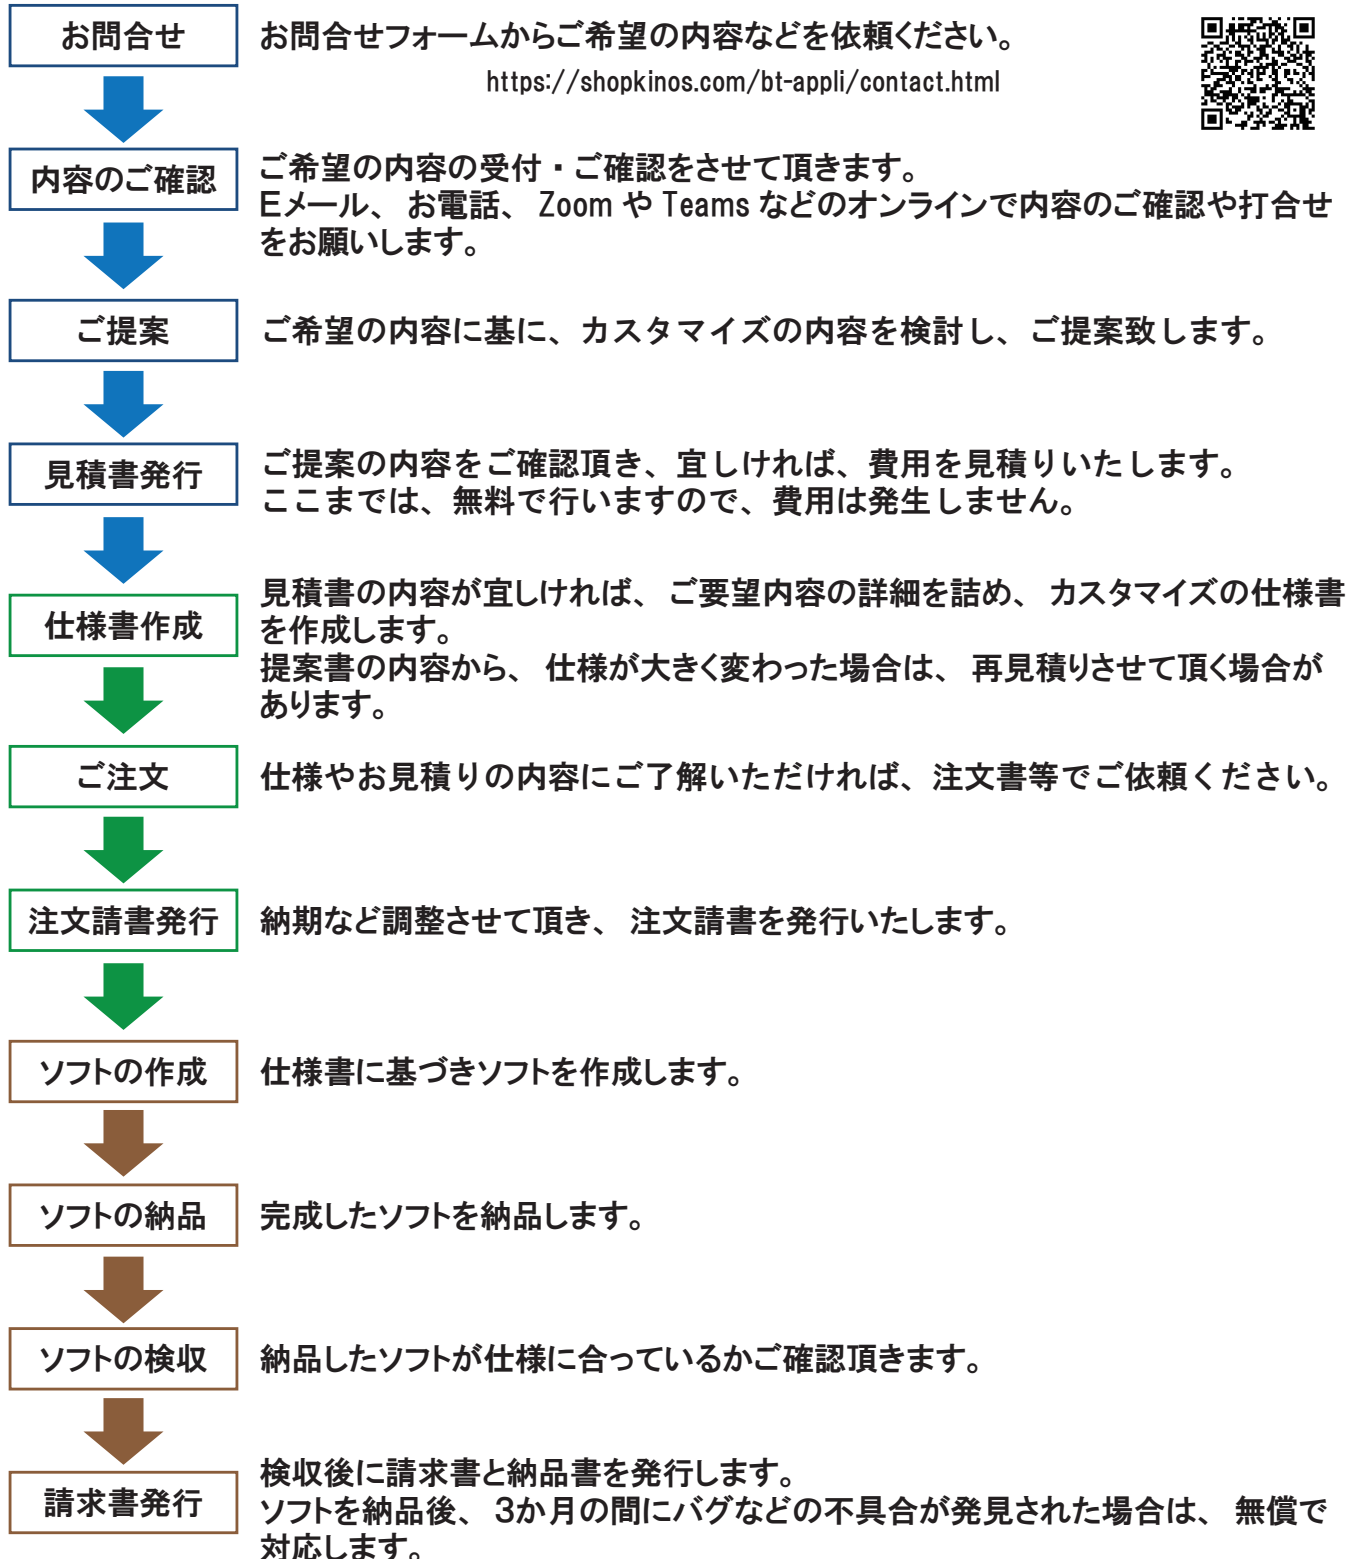 お問合せ
お問合せフォームからご希望の内容などを依頼ください。
https://shopkinos.com/bt-appli/contact.html
内容のご確認
ご希望の内容の受付・ご確認をさせて頂きます。
Eメール、お電話、Zoom や Teams などのオンラインで内容のご確認や打合せ
をお願いします。
ご提案
ご希望の内容に基に、カスタマイズの内容を検討し、ご提案致します。
見積書発行
ご提案の内容をご確認頂き、宜しければ、費用を見積りいたします。
ここまでは、無料で行いますので、費用は発生しません。
仕様書作成
見積書の内容が宜しければ、ご要望内容の詳細を詰め、カスタマイズの仕様書
を作成します。
提案書の内容から、仕様が大きく変わった場合は、再見積りさせて頂く場合が
あります。
ご注文
仕様やお見積りの内容にご了解いただければ、注文書等でご依頼ください。
注文請書発行
納期など調整させて頂き、注文請書を発行いたします。
ソフトの作成
仕様書に基づきソフトを作成します。
ソフトの納品
完成したソフトを納品します。
ソフトの検収
納品したソフトが仕様に合っているかご確認頂きます。
請求書発行
検収後に請求書と納品書を発行します。
ソフトを納品後、3か月の間にバグなどの不具合が発見された場合は、無償で
対応します。